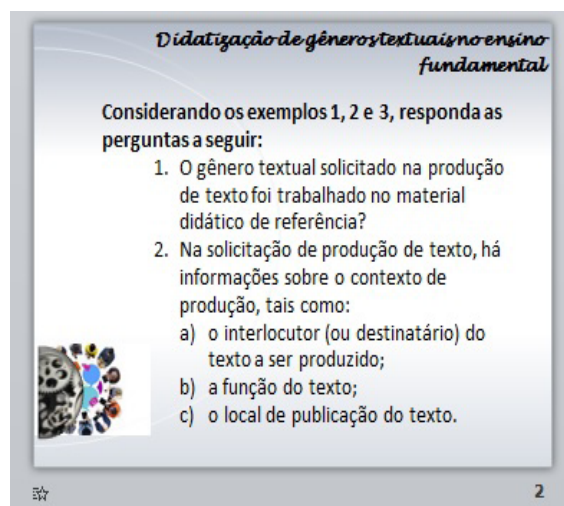 Didatização de gêneros textuais no ensino
fundamental
Considerando os exemplos 1, 2 e 3, responda as
perguntas a seguir:
1. O gênero textual solicitado na produção
de texto foi trabalhado no material
didático de referência?
2. Na solicitação de produção de texto, há
informações sobre o contexto de
produção, tais como:
a) o interlocutor (ou destinatário) do
texto a ser produzido;
b) a função do texto;
c) o local de publicação do texto.
2